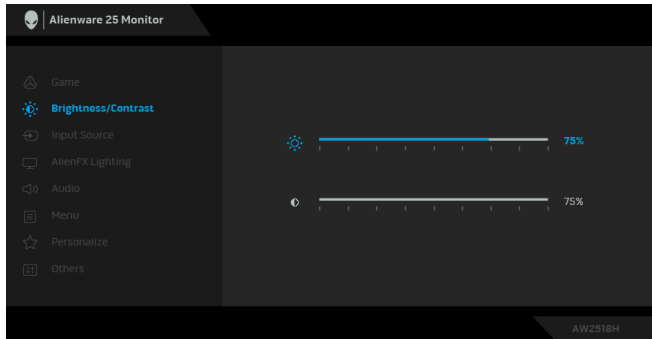 Alienware 25 Monitor
Game
Brightness/Contrast
Input Source
AlienFX Lighting
Audio
Menu
Personalize
Others
75%
75%
AW2518H